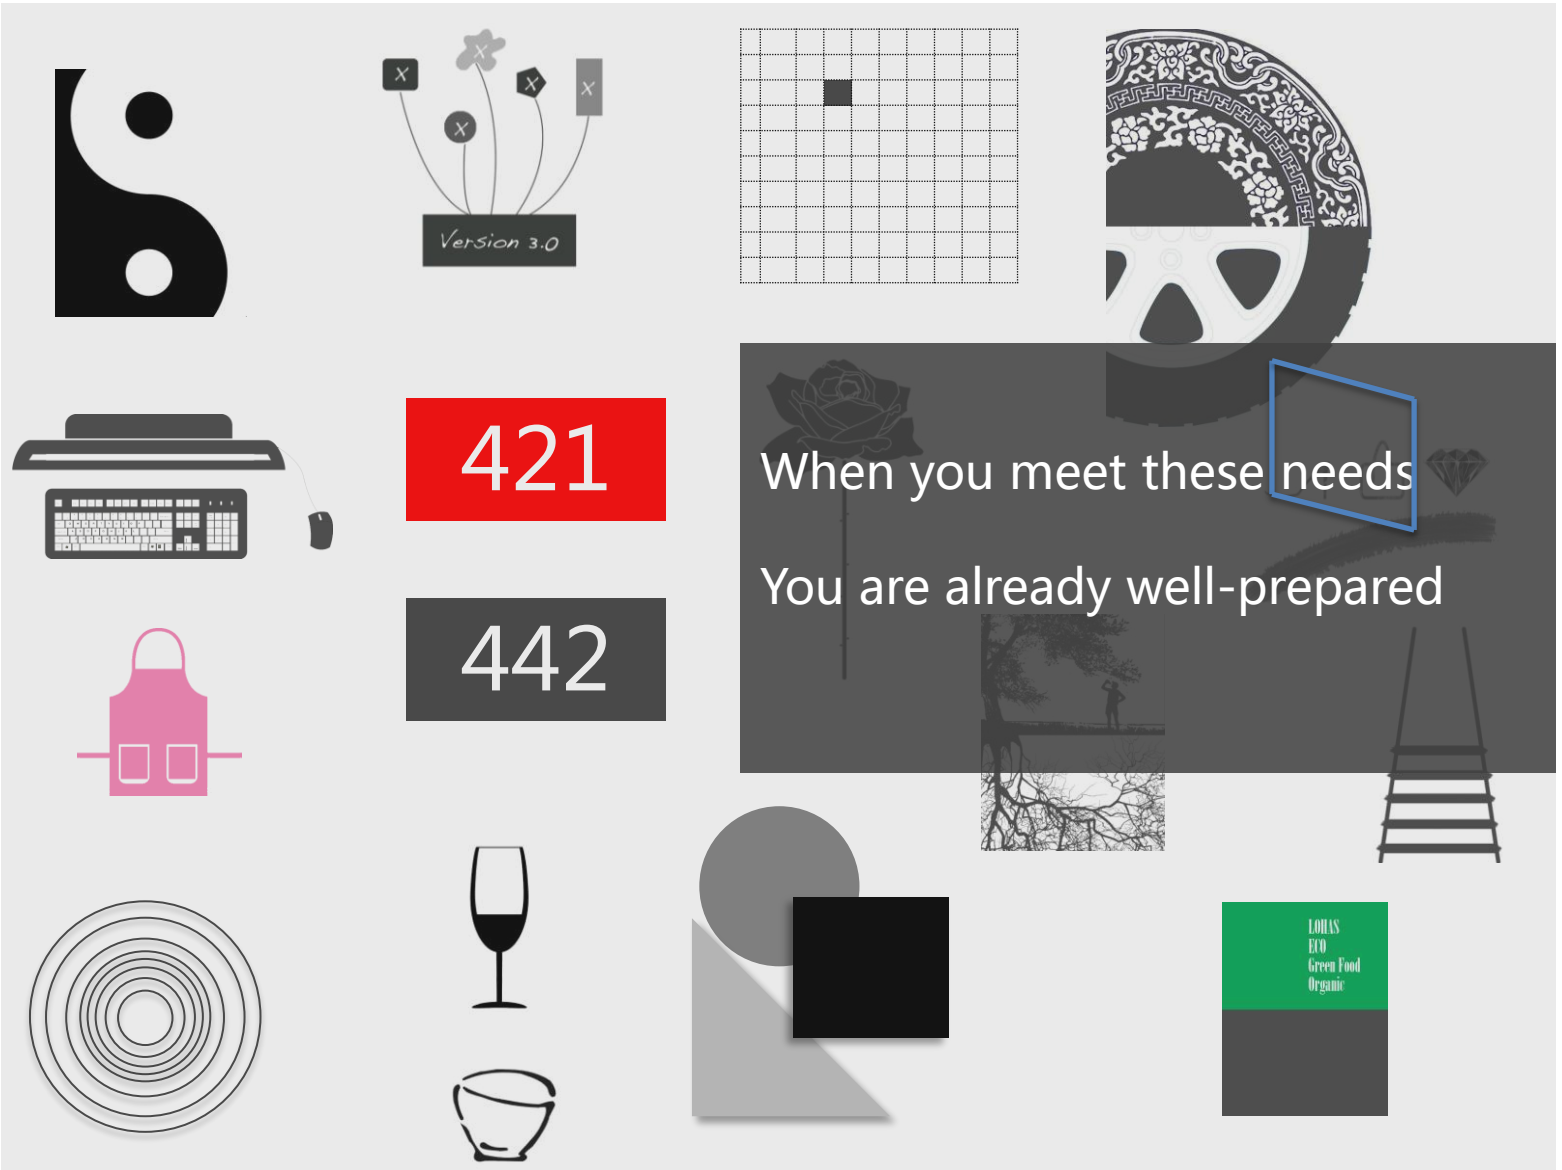 x
x
x
x
x
Version 3.0
421
When you meet these needs
You are already well-prepared
442
LOHAS
ECO
Green Food
Organic